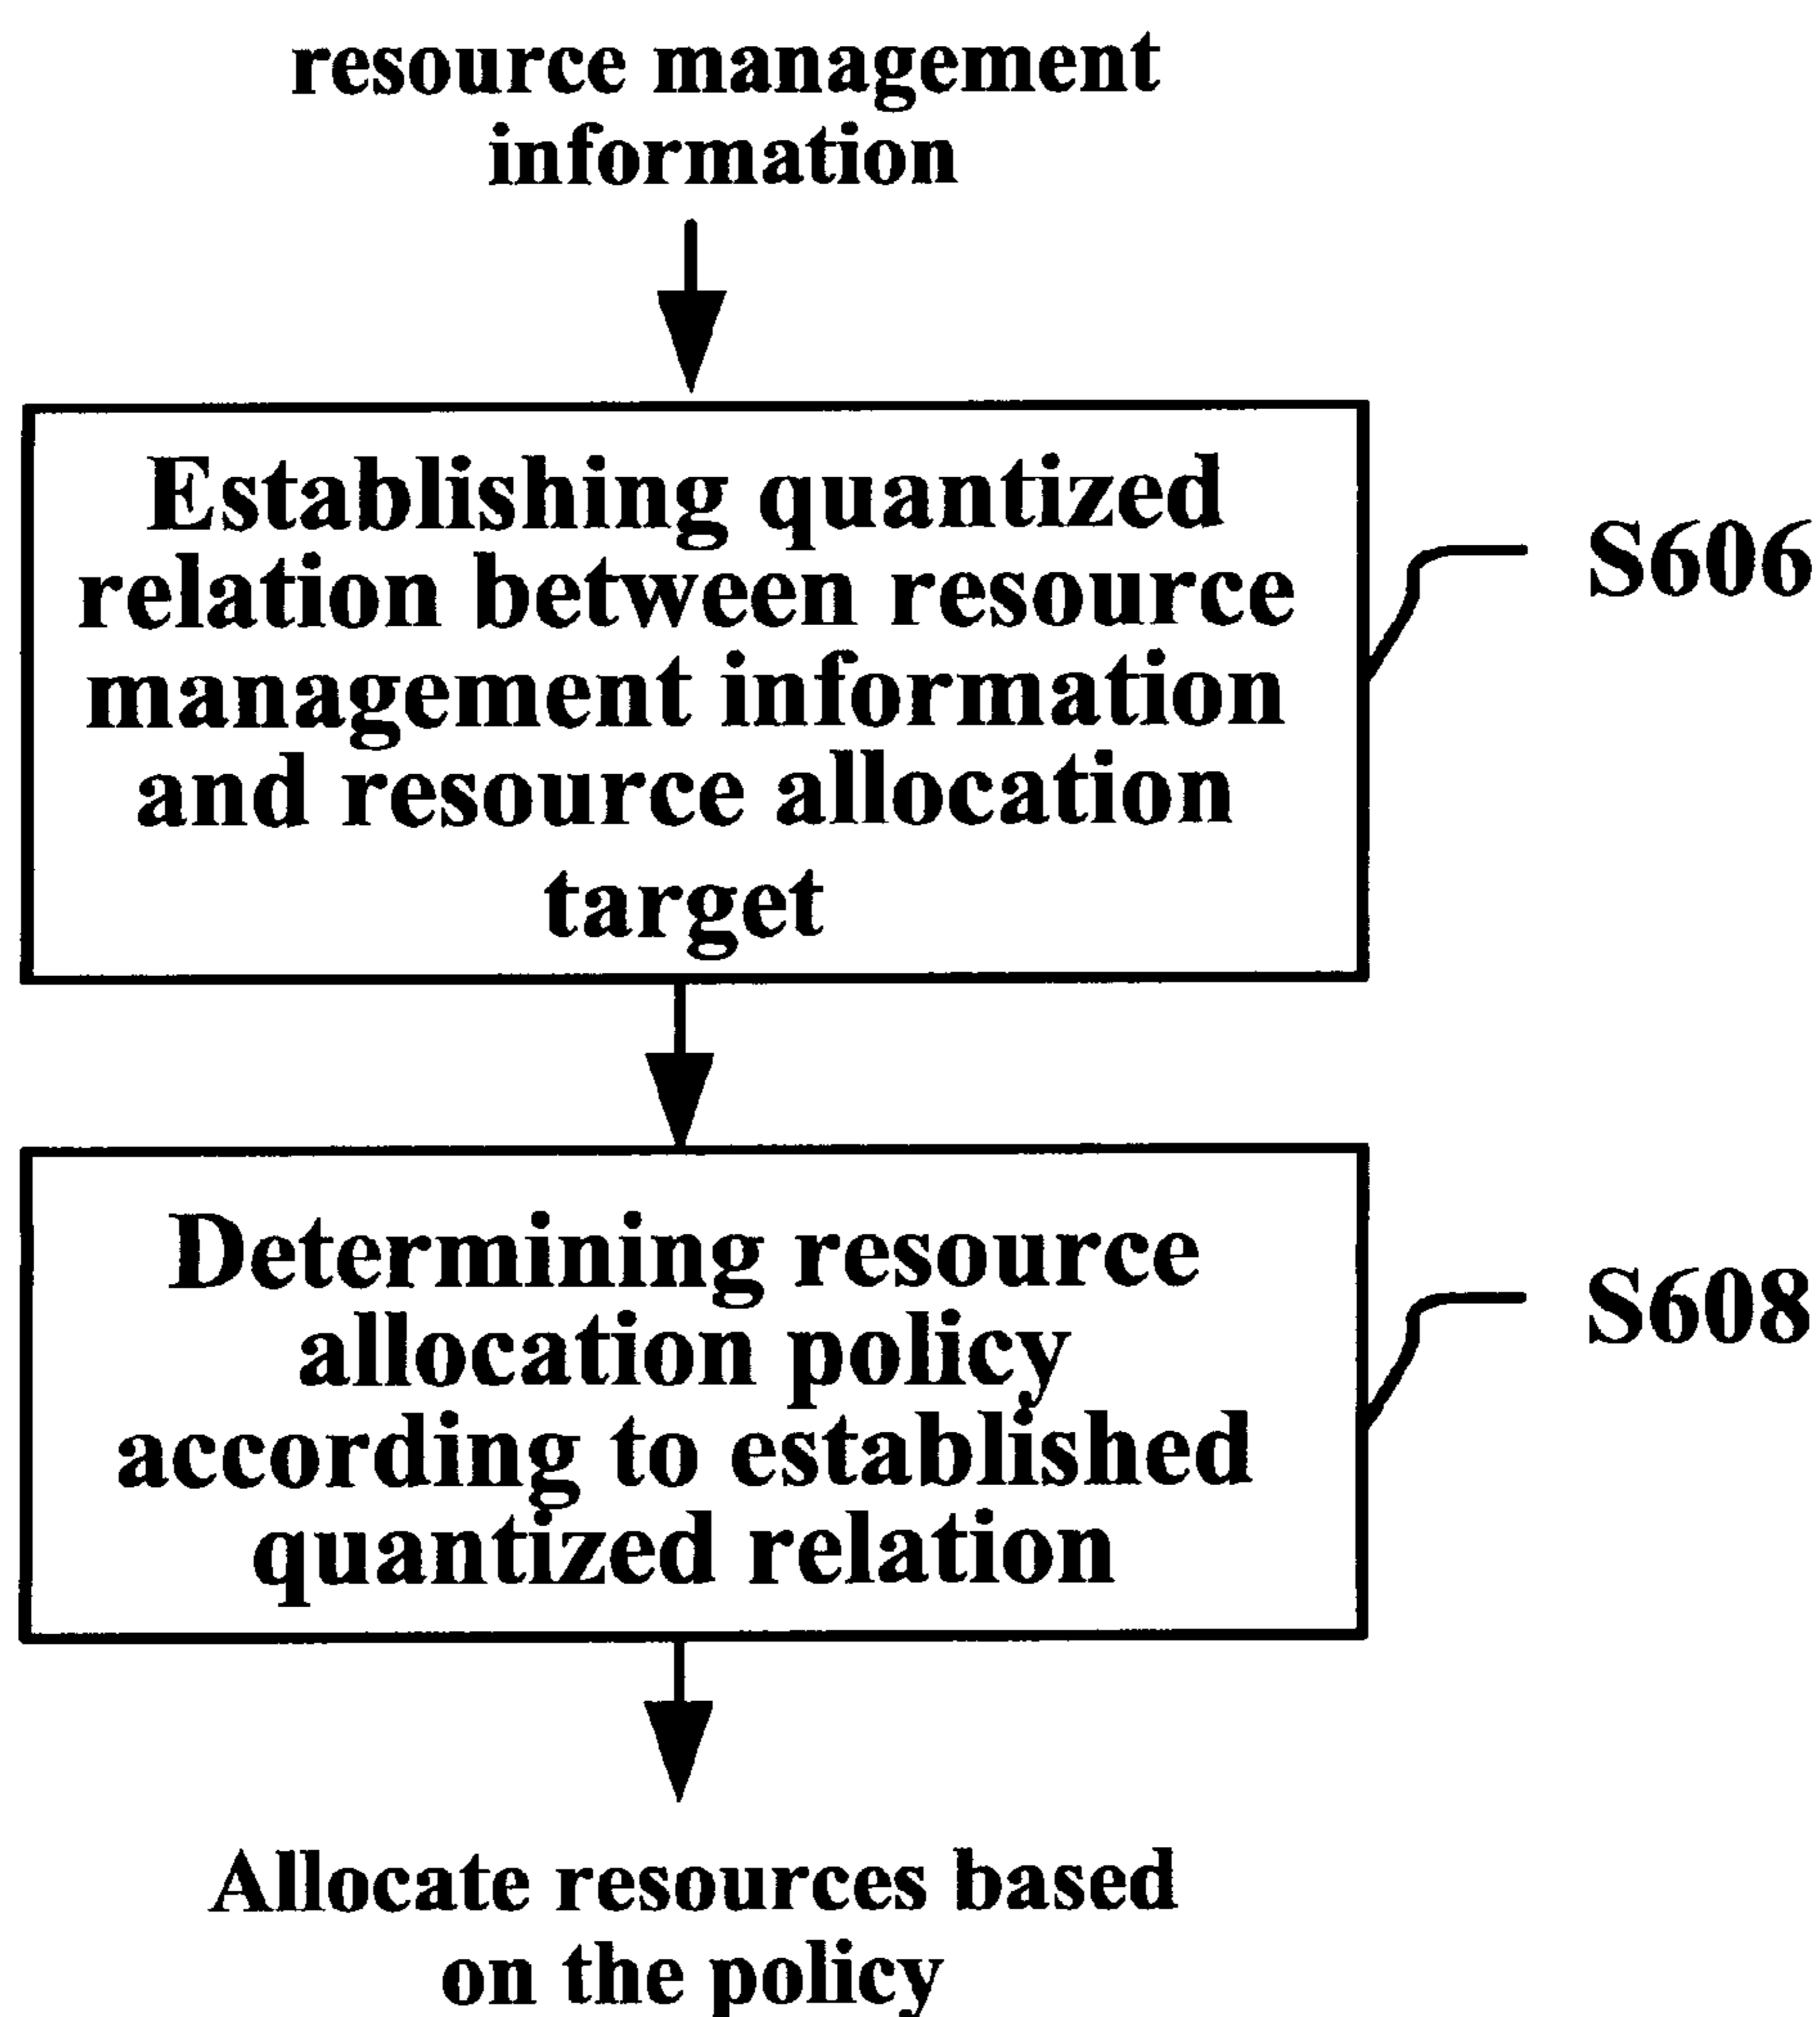 resource management
information
Establishing quantized
relation between resource
management information
and resource allocation
target
S606
Determining resource
allocation policy
according to established
quantized relation
S608
Allocate resources based
on the policy